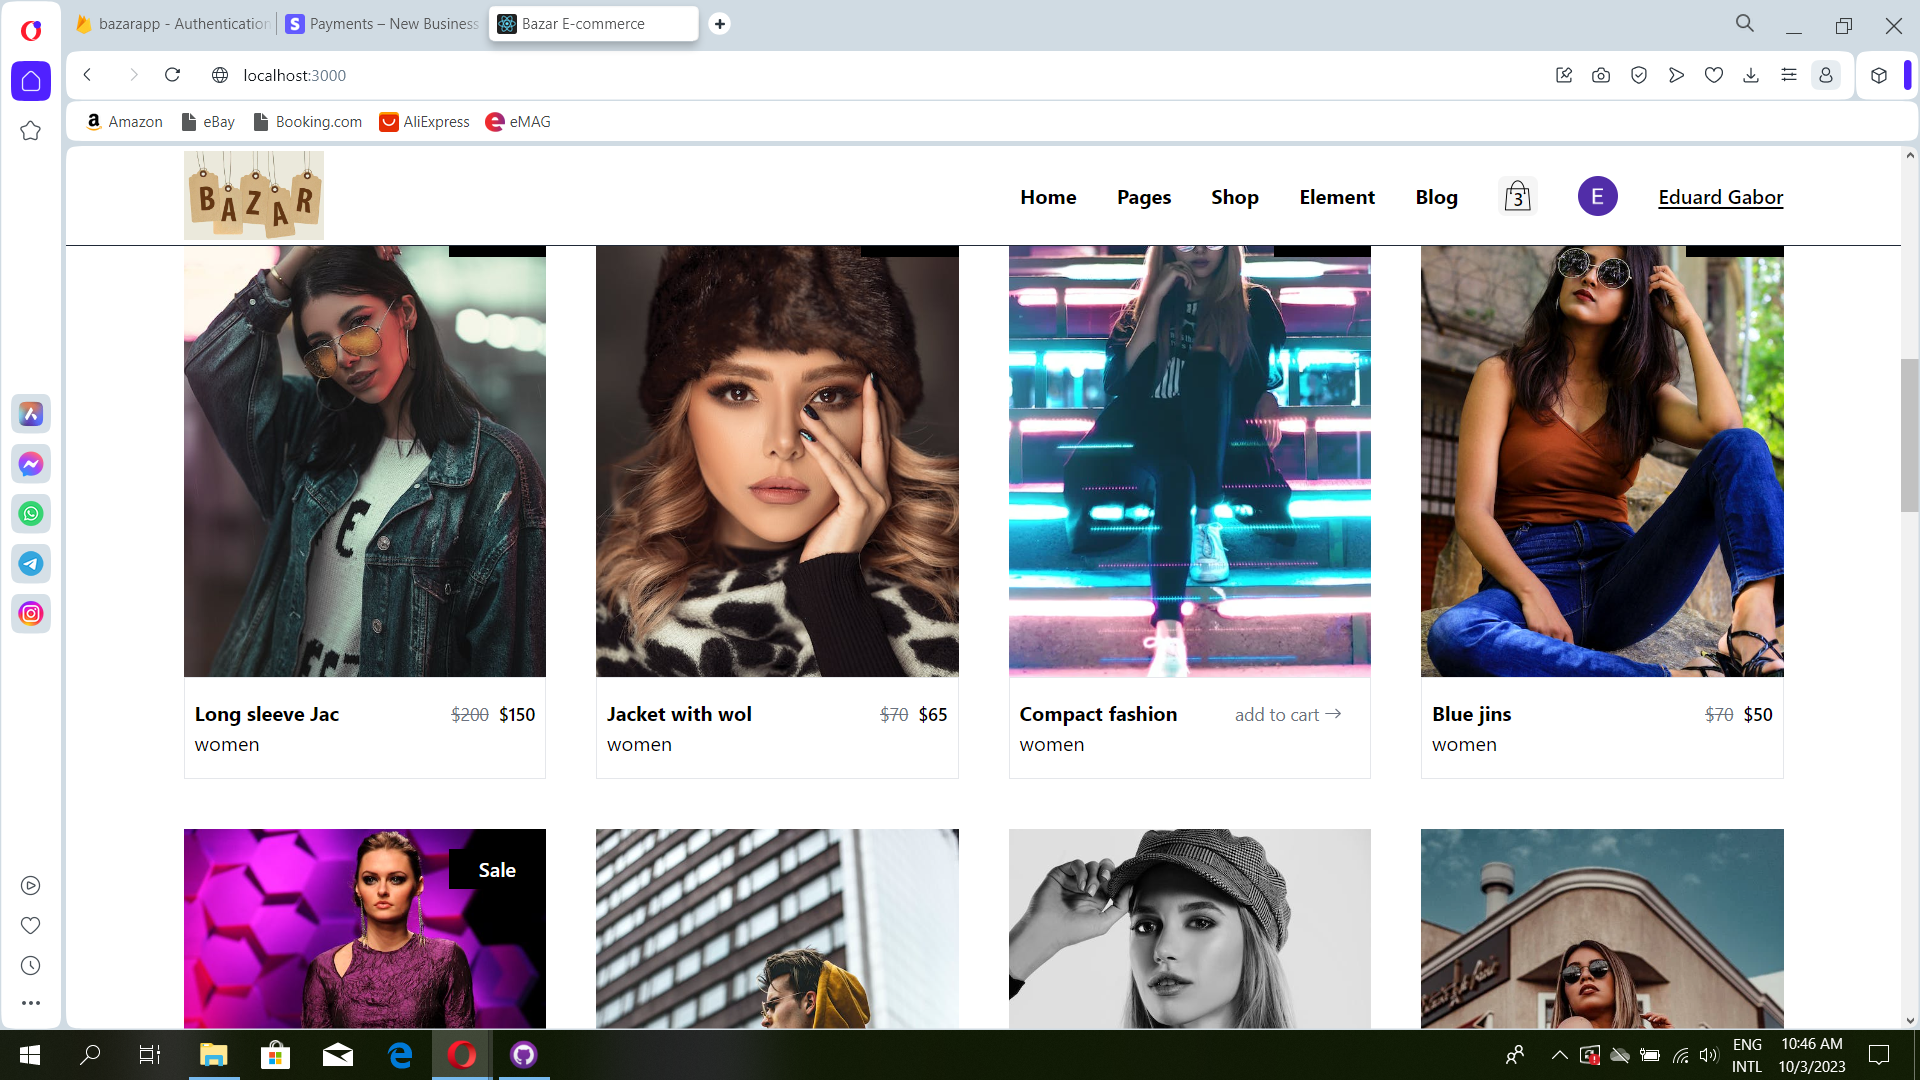 bazarapp - Authentication
Payments – New Business
Bazar E-commerce
localhost:3000
Amazon
eBay
Booking.com
AliExpress
eMAG
BAZAR
Home
Pages
Shop
Element
Blog
3
E
Eduard Gabor
Long sleeve Jac
$200 $150
women
Jacket with wol
$70 $65
women
Compact fashion
add to cart →
women
Blue jins
$70 $50
women
Sale
ENG
INTL
10:46 AM
10/3/2023